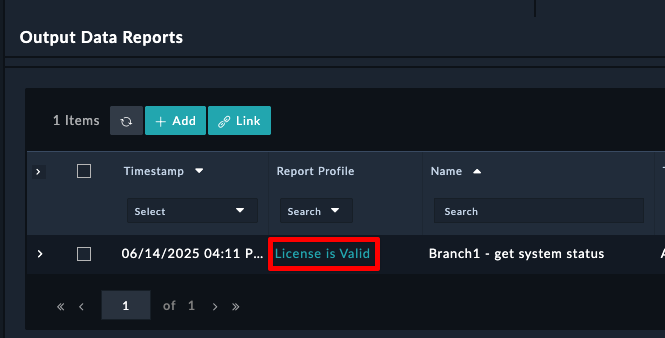 Output Data Reports
1 Items + Add Link
Timestamp Report Profile Name
Select Search Search
06/14/2025 04:11 P... License is Valid Branch1 - get system status
« ‹ 1 of 1 › »